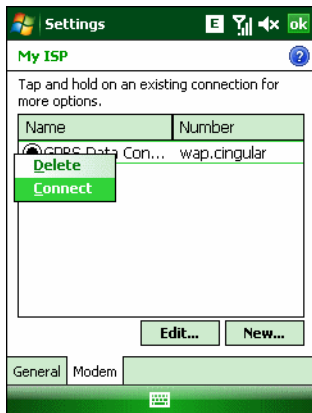 Settings E ok
My ISP ?
Tap and hold on an existing connection for
more options.
Name Number
GPRS Data Con... wap.cingular
Delete
Connect
Edit... New...
General Modem